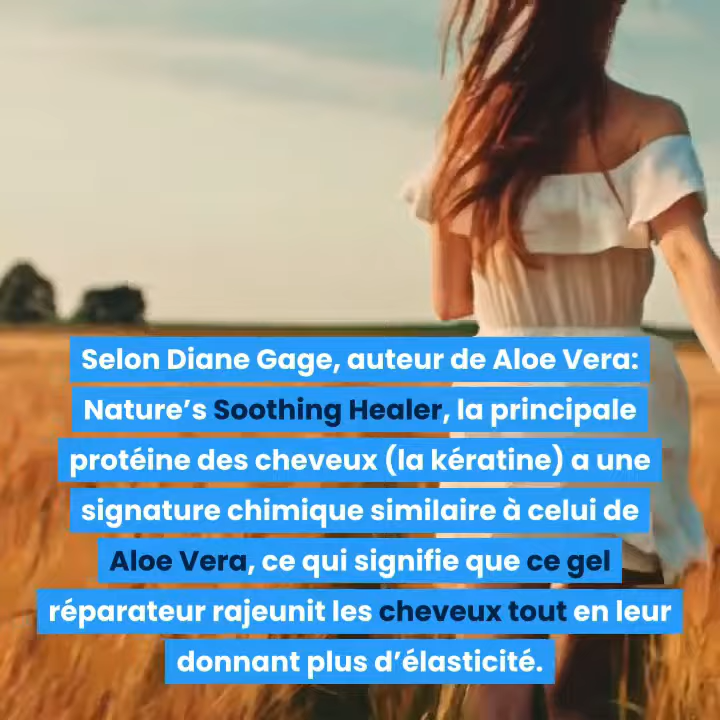 Selon Diane Gage, auteur de Aloe Vera:
Nature’s Soothing Healer, la principale
protéine des cheveux (la kératine) a une
signature chimique similaire à celui de
Aloe Vera, ce qui signifie que ce gel
réparateur rajeunit les cheveux tout en leur
donnant plus d’élasticité.